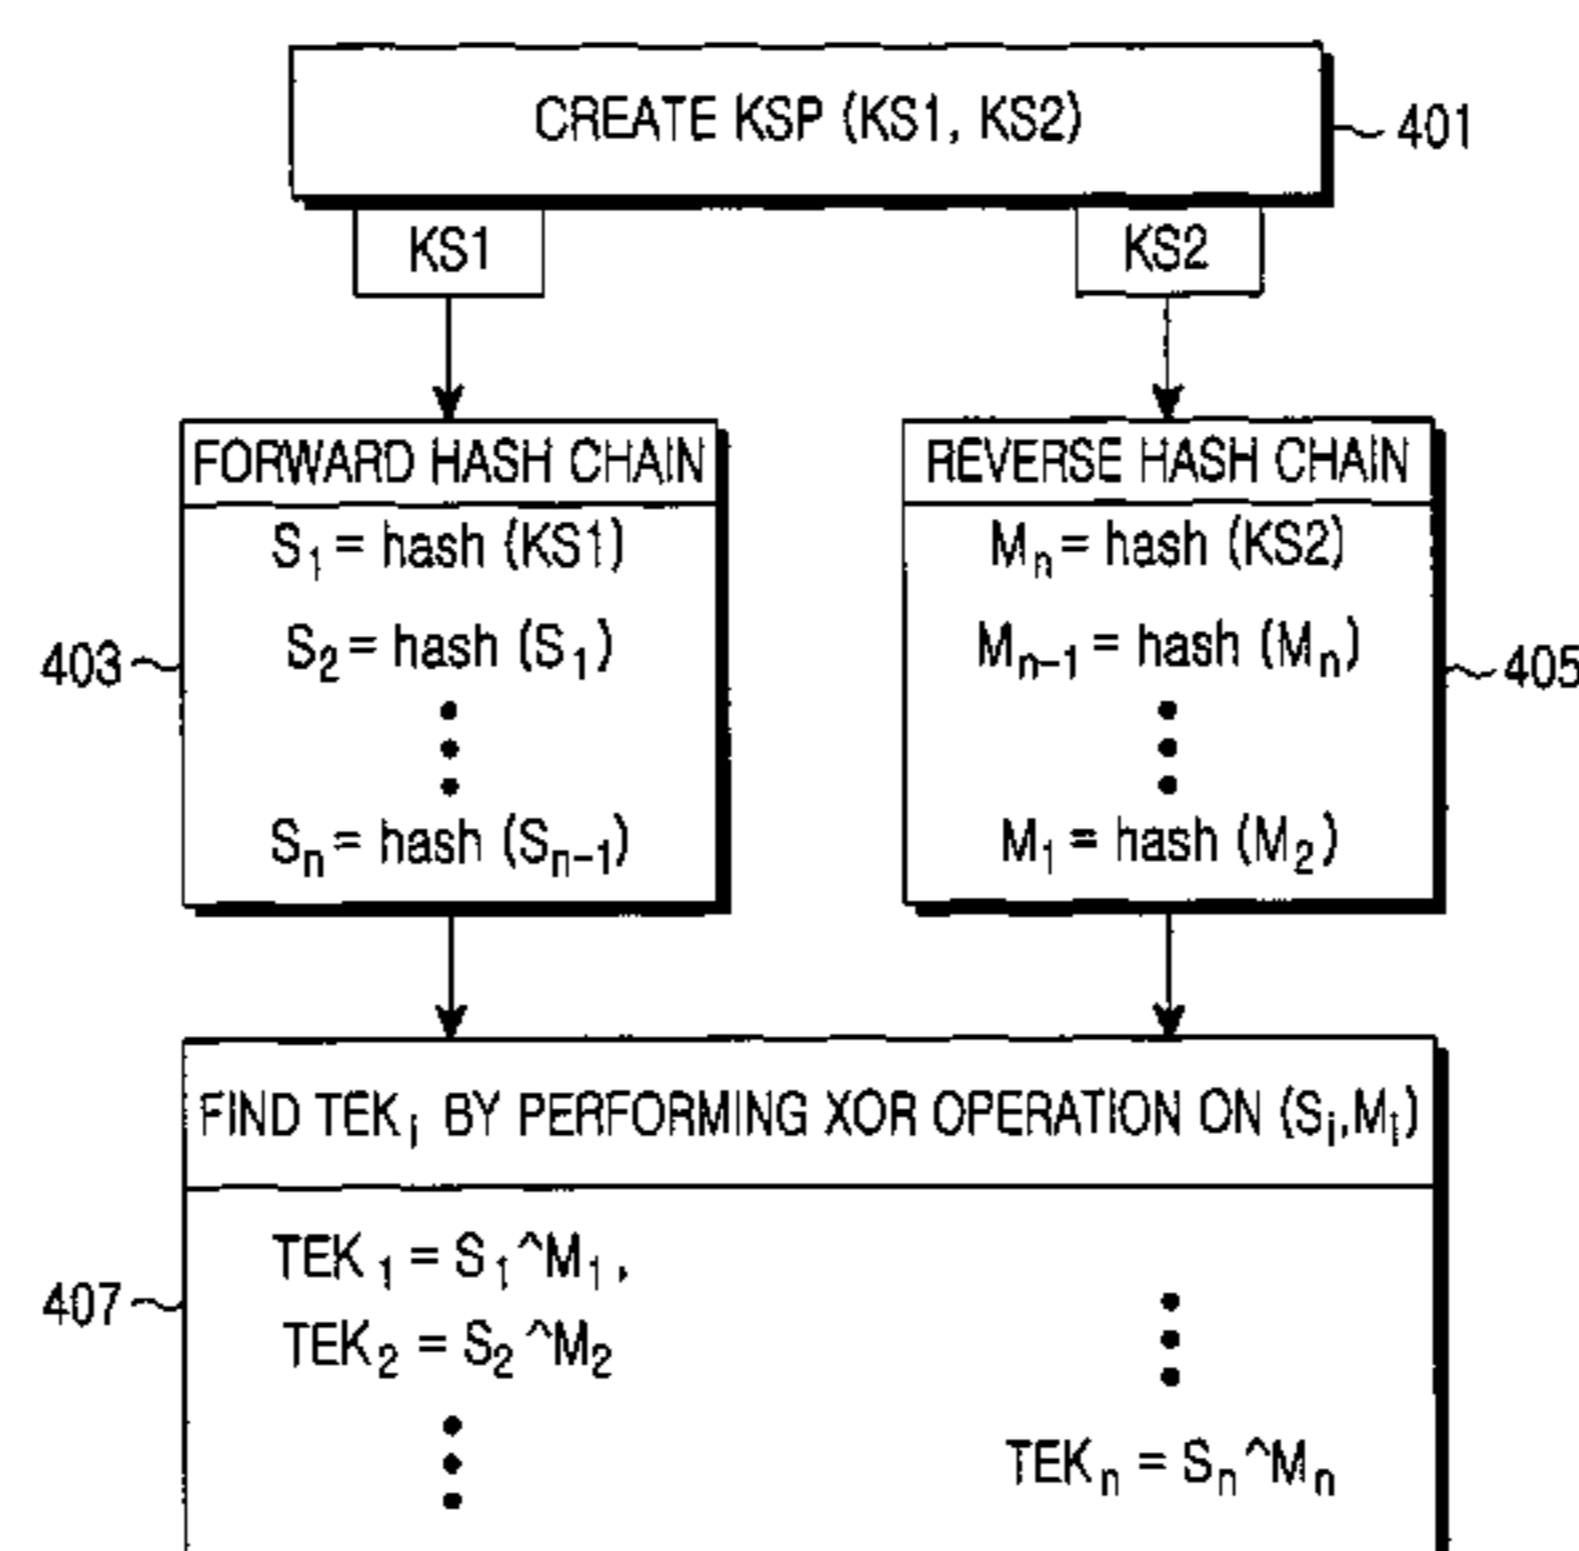 CREATE KSP (KS1, KS2)
401
KS1
KS2
FORWARD HASH CHAIN
S₁ = hash (KS1)
S₂ = hash (S₁)
Sₙ = hash (Sₙ₋₁)
403
REVERSE HASH CHAIN
Mₙ = hash (KS2)
Mₙ₋₁ = hash (Mₙ)
M₁ = hash (M₂)
405
FIND TEKᵢ BY PERFORMING XOR OPERATION ON (Sᵢ,Mᵢ)
TEK₁ = S₁^M₁,
TEK₂ = S₂^M₂
TEKₙ = Sₙ^Mₙ
407